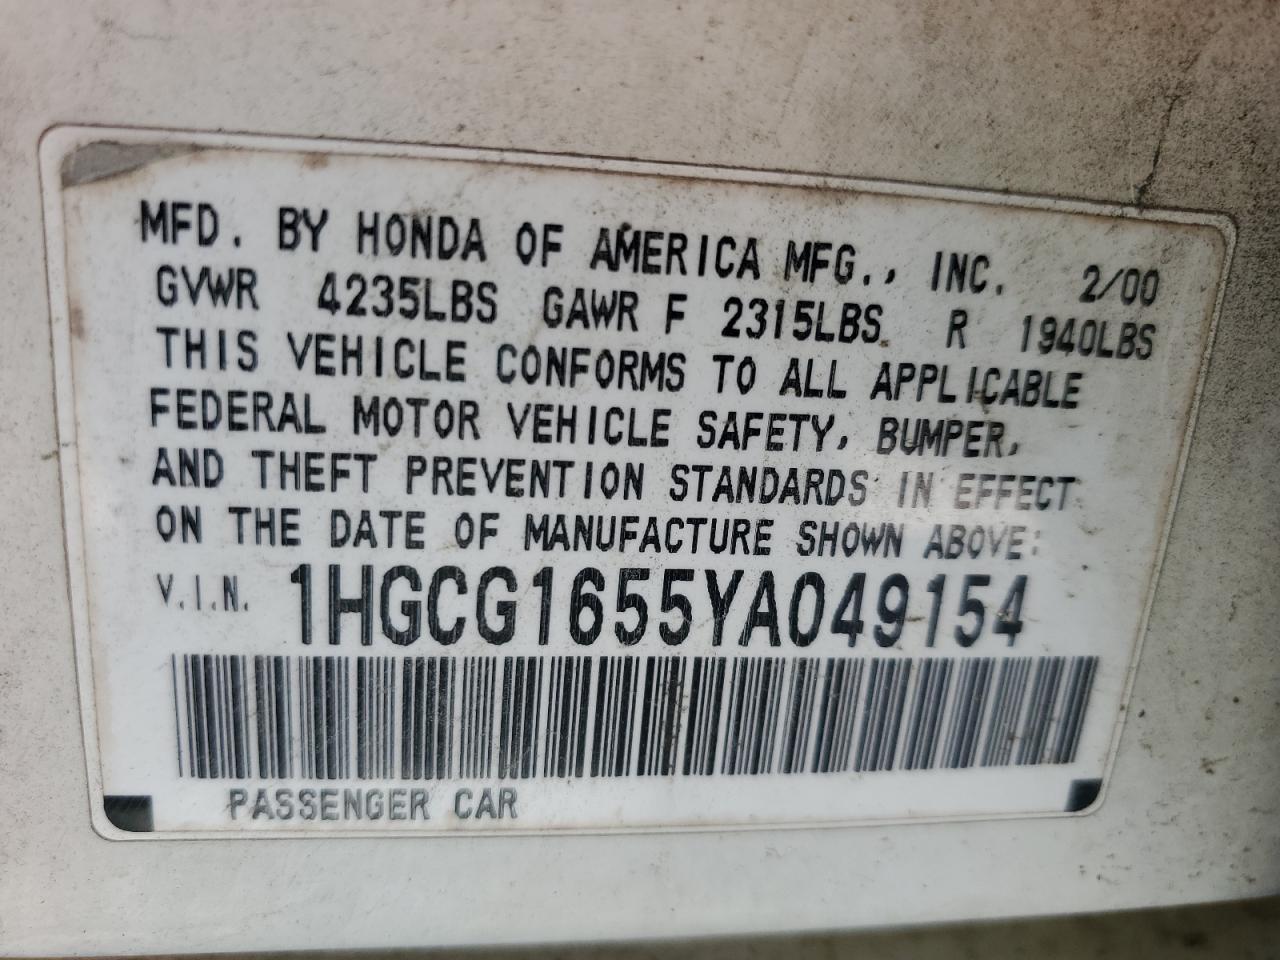 MFD. BY HONDA OF AMERICA MFG., INC. 2/00
GVWR 4235LBS GAWR F 2315LBS R 1940LBS
THIS VEHICLE CONFORMS TO ALL APPLICABLE
FEDERAL MOTOR VEHICLE SAFETY, BUMPER,
AND THEFT PREVENTION STANDARDS IN EFFECT
ON THE DATE OF MANUFACTURE SHOWN ABOVE:
V.I.N. 1HGCG1655YA049154
PASSENGER CAR